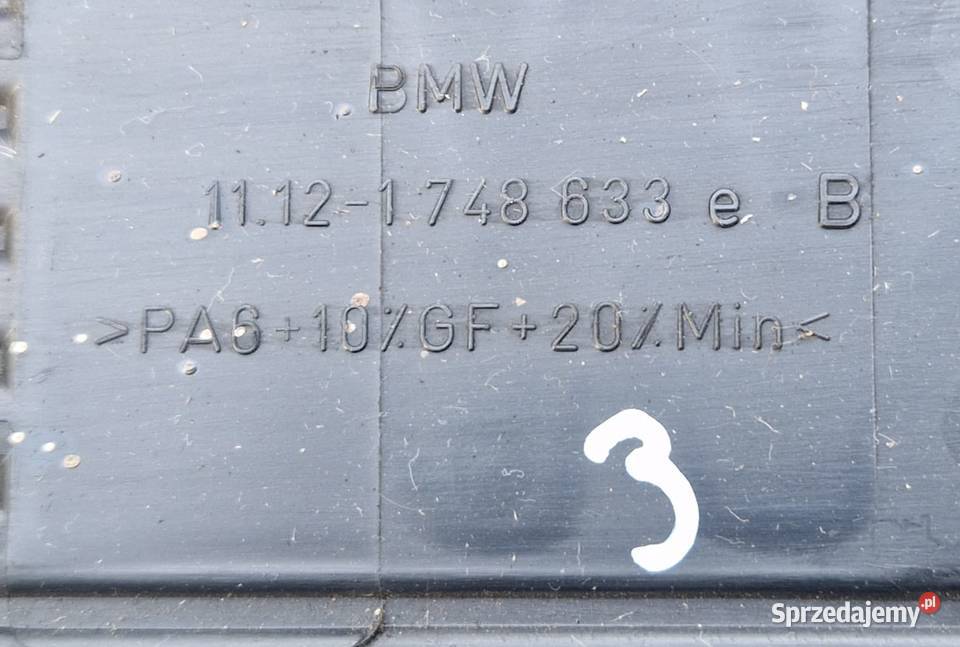 BMW
11.12-1 748 633 e B
>PA6+10%GF+20%Min<
3
Sprzedajemy.pl